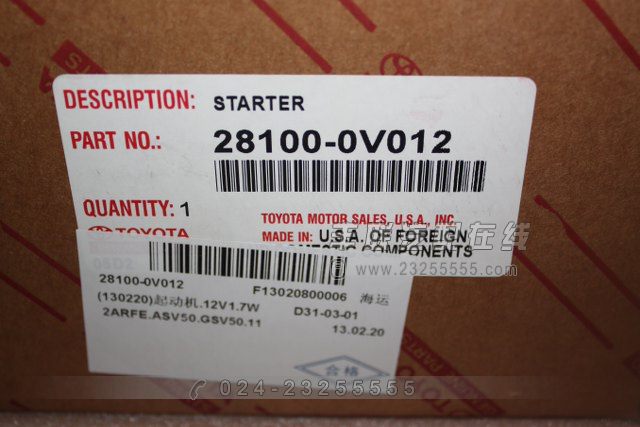 DESCRIPTION: STARTER
PART NO.: 28100-0V012
QUANTITY: 1
TOYOTA MOTOR SALES, U.S.A., INC.
TOYOTA
MADE IN: U.S.A. OF FOREIGN
COMPONENTS
在线
www.23255555.com
28100-0V012
F13020800006 海运
(130220)起动机.12V1.7W
D31-03-01
2ARFE.ASV50.GSV50.11
13.02.20
合格
024-23255555